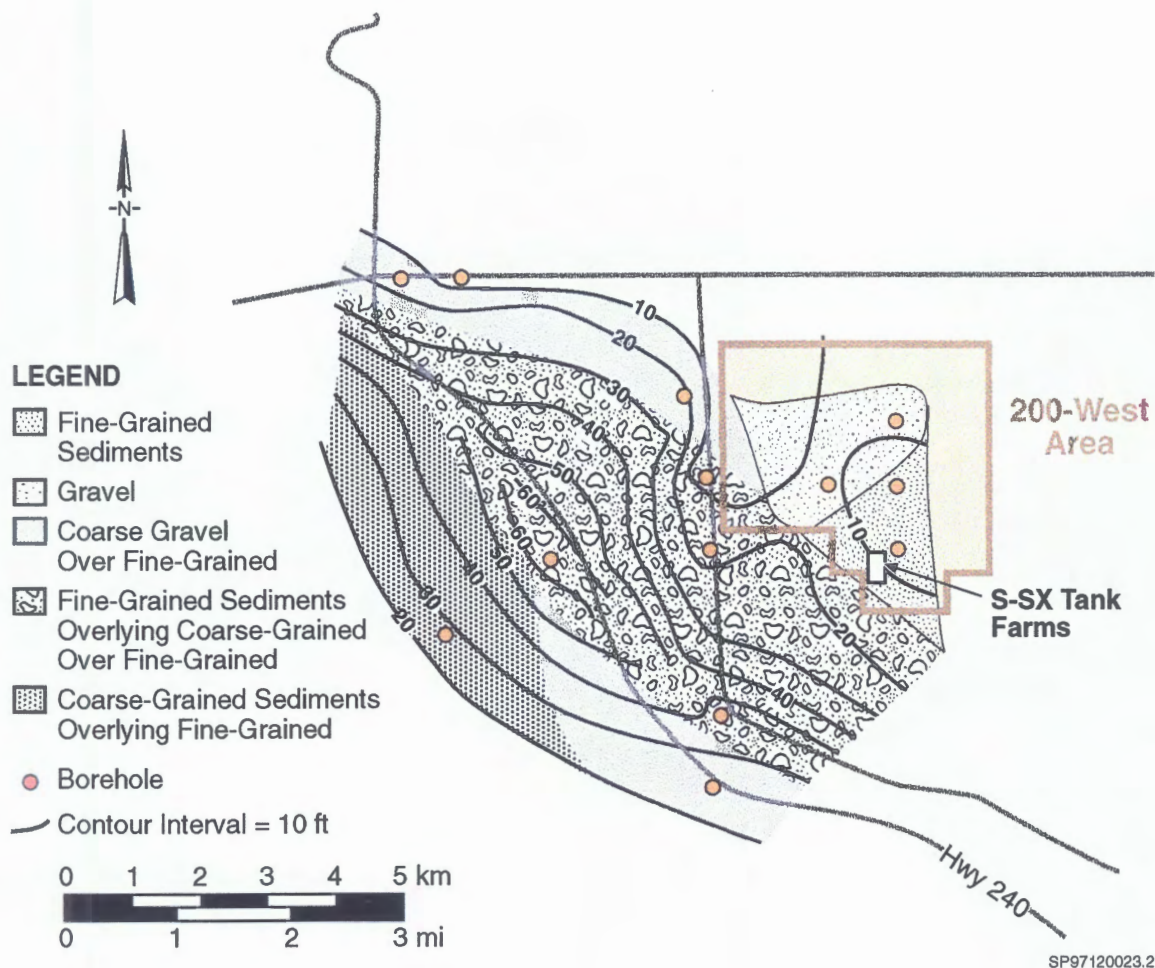 -N-
LEGEND
Fine-Grained
Sediments
Gravel
Coarse Gravel
Over Fine-Grained
Fine-Grained Sediments
Overlying Coarse-Grained
Over Fine-Grained
Coarse-Grained Sediments
Overlying Fine-Grained
Borehole
Contour Interval = 10 ft
0 1 2 3 4 5 km
0 1 2 3 mi
10
20
30
40
50
60
60
50
40
30
20
40
20
10
200-West
Area
S-SX Tank
Farms
Hwy 240
SP97120023.2